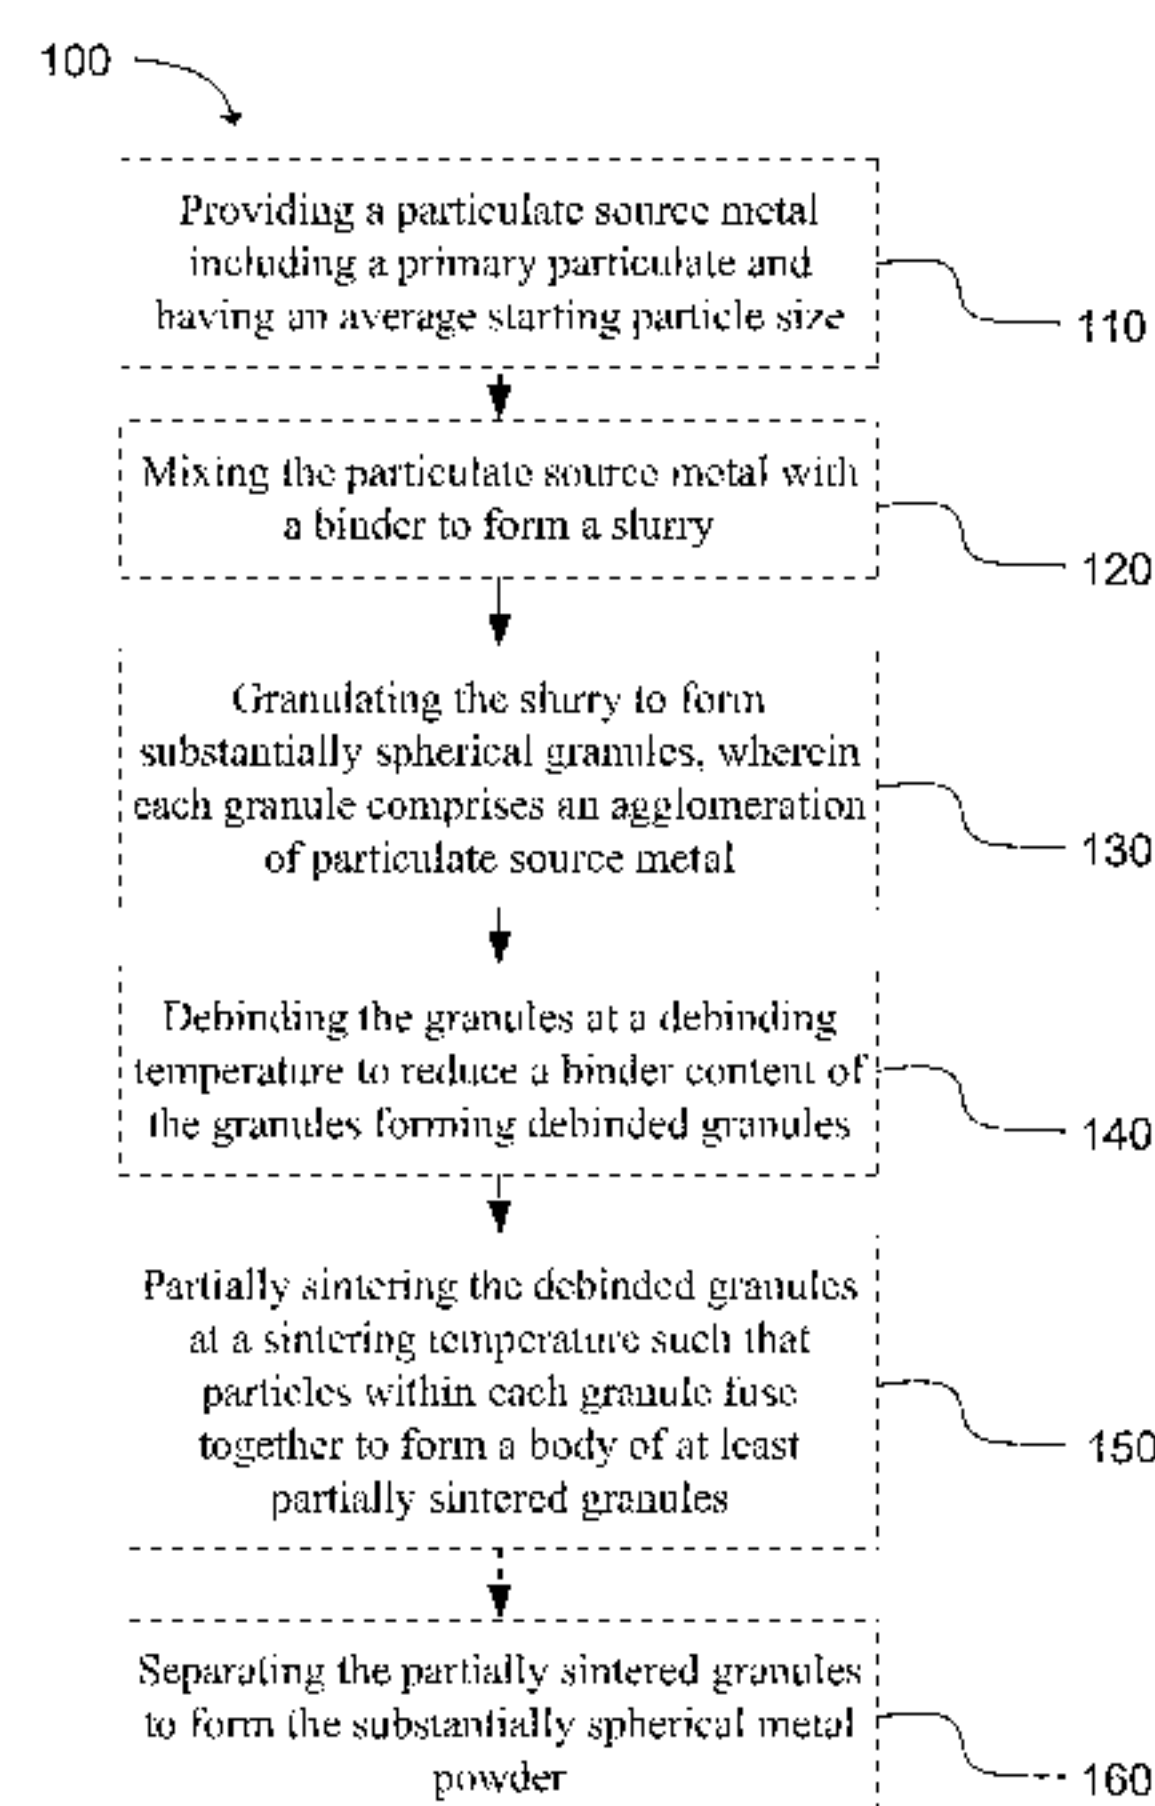 100
Providing a particulate source metal
including a primary particulate and
having an average starting particle size
110
Mixing the particulate source metal with
a binder to form a slurry
120
Granulating the slurry to form
substantially spherical granules, wherein
each granule comprises an agglomeration
of particulate source metal
130
Debinding the granules at a debinding
temperature to reduce a binder content of
the granules forming debinded granules
140
Partially sintering the debinded granules
at a sintering temperature such that
particles within each granule fuse
together to form a body of at least
partially sintered granules
150
Separating the partially sintered granules
to form the substantially spherical metal
powder
160